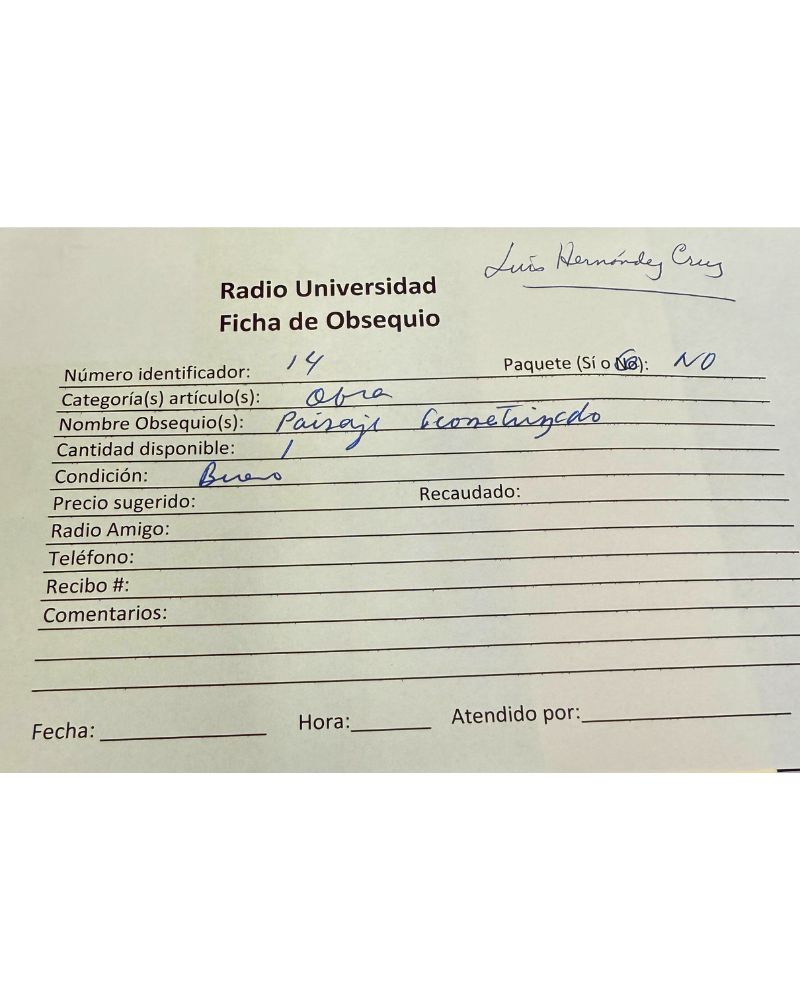 Luis Hernández Cruz
Radio Universidad
Ficha de Obsequio
Número identificador: 14 Paquete (Sí o No): NO
Categoría(s) artículo(s): Obra
Nombre Obsequio(s): Paisaje Geometrizado
Cantidad disponible: 1
Condición: Bueno
Precio sugerido: Recaudado:
Radio Amigo:
Teléfono:
Recibo #:
Comentarios:
Fecha: Hora: Atendido por: